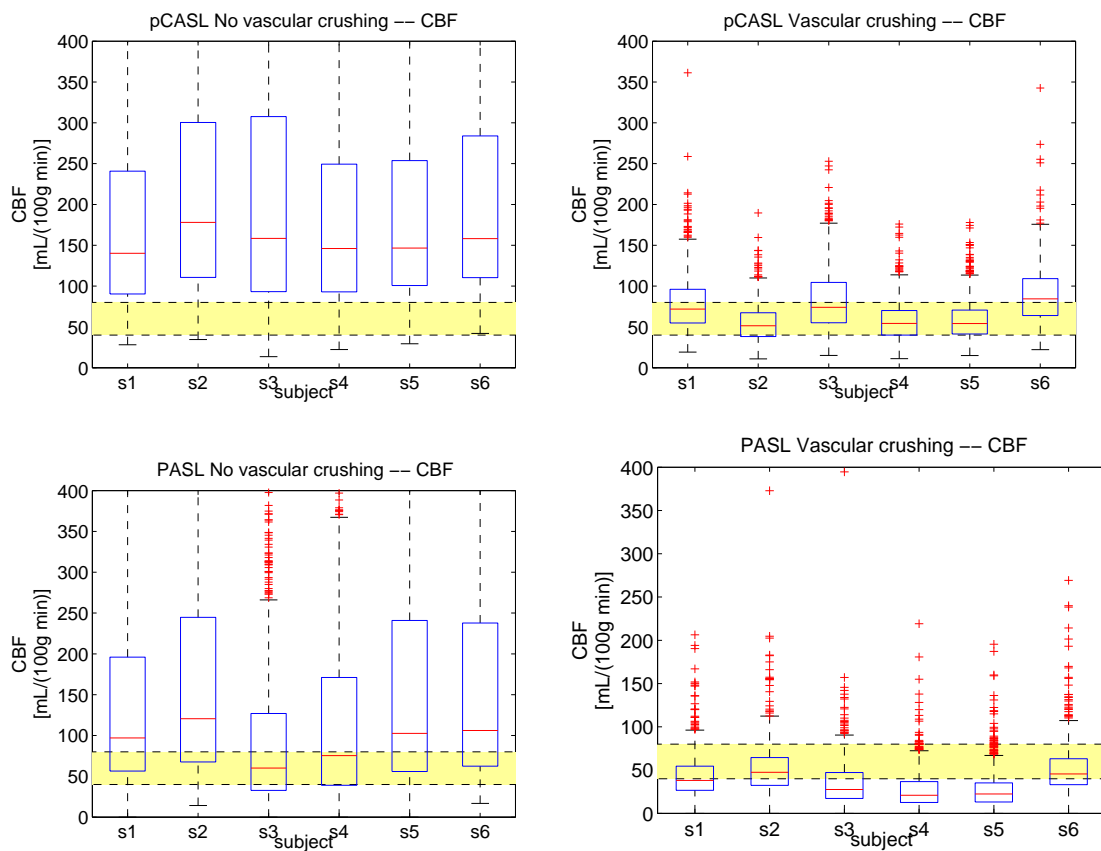 pCASL No vascular crushing −− CBF
400
350
300
250
200
150
100
50
0
CBF
[mL/(100g min)]
s1 s2 s3 s4 s5 s6
subject
pCASL Vascular crushing −− CBF
400
350
300
250
200
150
100
50
0
CBF
[mL/(100g min)]
s1 s2 s3 s4 s5 s6
subject
PASL No vascular crushing −− CBF
400
350
300
250
200
150
100
50
0
CBF
[mL/(100g min)]
s1 s2 s3 s4 s5 s6
subject
PASL Vascular crushing −− CBF
400
350
300
250
200
150
100
50
0
CBF
[mL/(100g min)]
s1 s2 s3 s4 s5 s6
subject